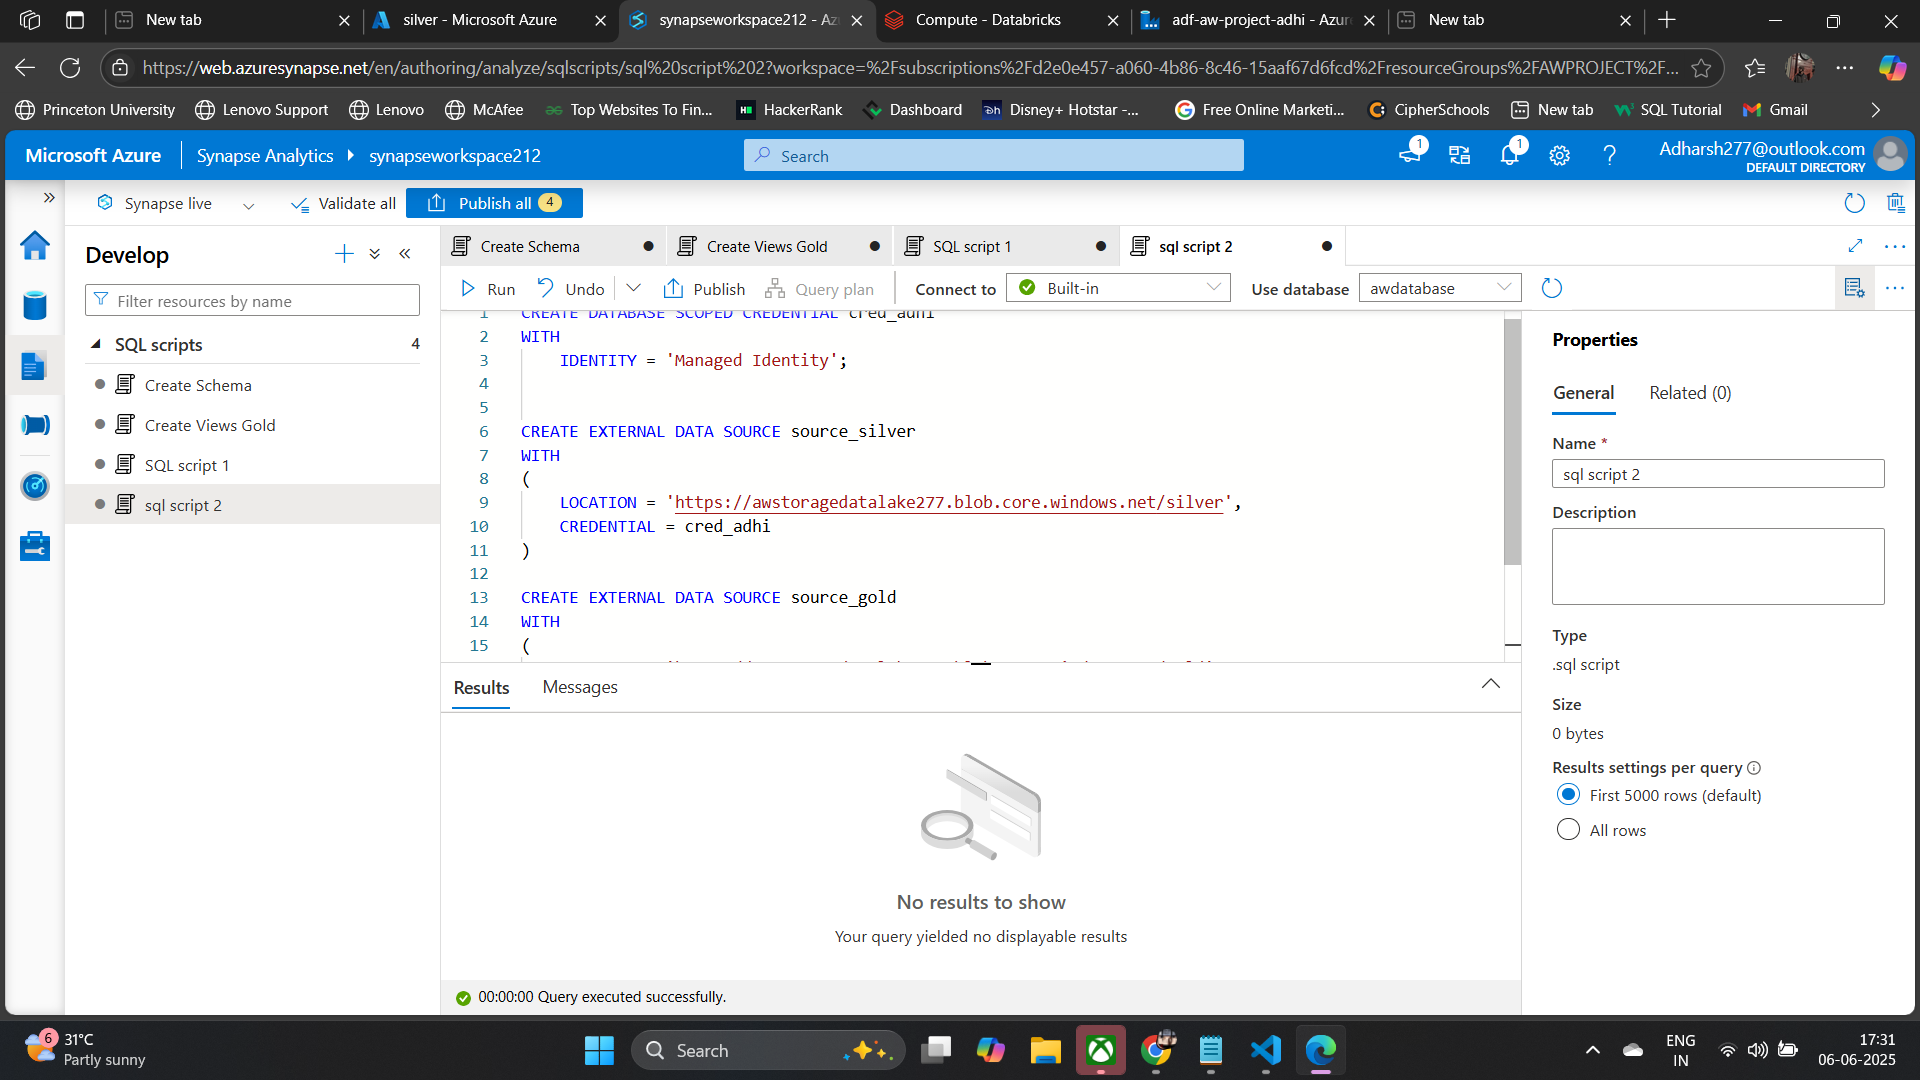 New tab
silver - Microsoft Azure
synapseworkspace212 - Az
Compute - Databricks
adf-aw-project-adhi - Azur
New tab
https://web.azuresynapse.net/en/authoring/analyze/sqlscripts/sql%20script%202?workspace=%2Fsubscriptions%2Fd2e0e457-a060-4b86-8c46-15aaf67d6fcd%2FresourceGroups%2FAWPROJECT%2F...
Princeton University
Lenovo Support
Lenovo
McAfee
Top Websites To Fin...
HackerRank
Dashboard
Disney+ Hotstar -...
Free Online Marketi...
CipherSchools
New tab
SQL Tutorial
Gmail
Microsoft Azure
Synapse Analytics
synapseworkspace212
Search
1
1
Adharsh277@outlook.com
DEFAULT DIRECTORY
Synapse live
Validate all
Publish all 4
Develop
Filter resources by name
SQL scripts 4
Create Schema
Create Views Gold
SQL script 1
sql script 2
Create Schema
Create Views Gold
SQL script 1
sql script 2
Run
Undo
Publish
Query plan
Connect to
Built-in
Use database
awdatabase
1 CREATE DATABASE SCOPED CREDENTIAL cred_adhi
2 WITH
3 IDENTITY = 'Managed Identity';
4
5
6 CREATE EXTERNAL DATA SOURCE source_silver
7 WITH
8 (
9 LOCATION = 'https://awstoragedatalake277.blob.core.windows.net/silver',
10 CREDENTIAL = cred_adhi
11 )
12
13 CREATE EXTERNAL DATA SOURCE source_gold
14 WITH
15 (
Results
Messages
No results to show
Your query yielded no displayable results
00:00:00 Query executed successfully.
Properties
General
Related (0)
Name *
sql script 2
Description
Type
.sql script
Size
0 bytes
Results settings per query
First 5000 rows (default)
All rows
6
31°C
Partly sunny
Search
ENG
IN
17:31
06-06-2025